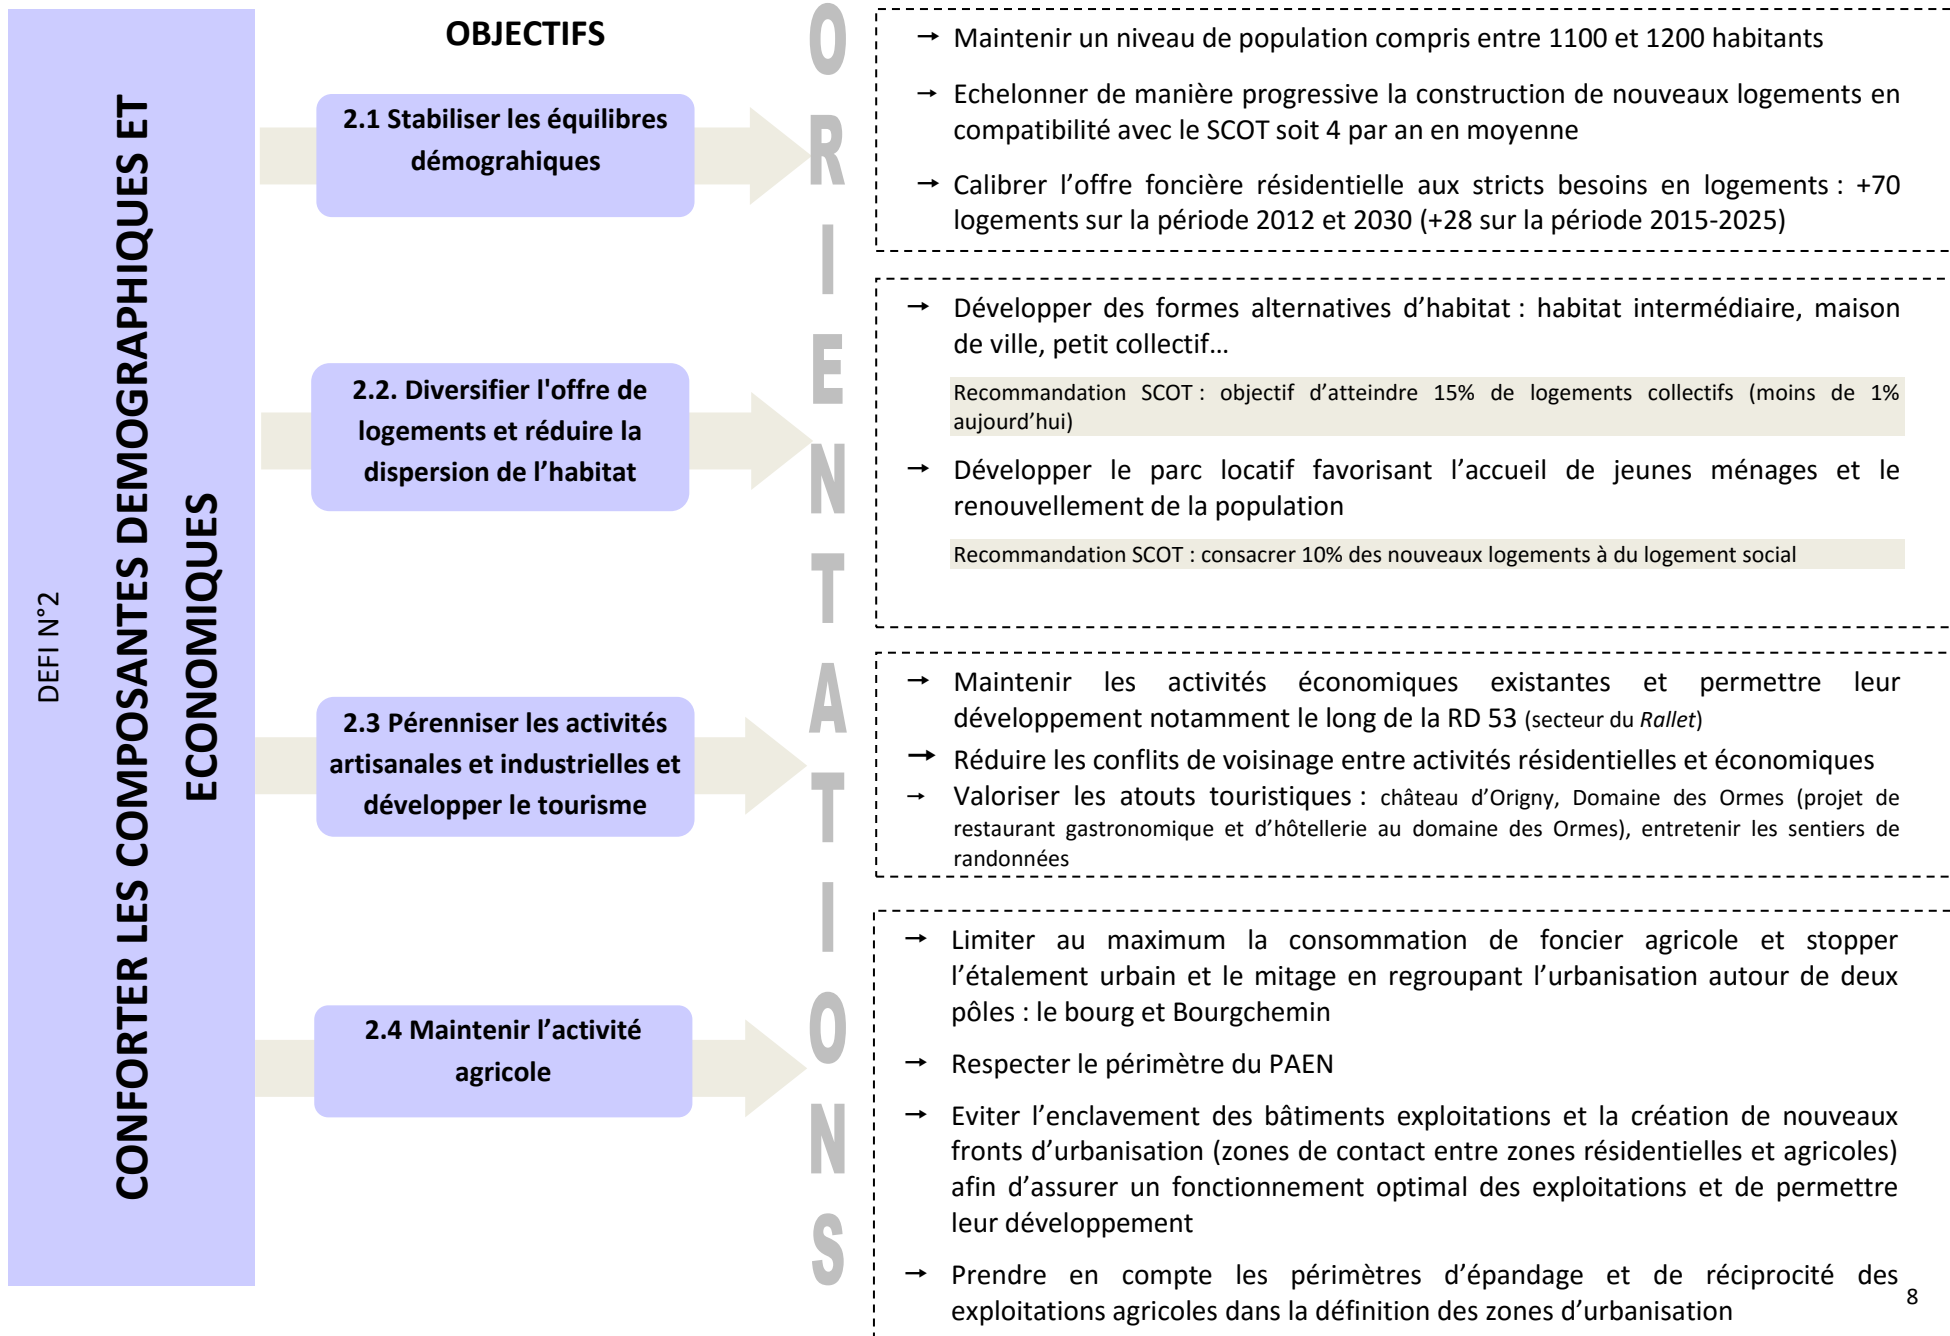 DEFI N°2
CONFORTER LES COMPOSANTES DEMOGRAPHIQUES ET
ECONOMIQUES
OBJECTIFS
2.1 Stabiliser les équilibres
démograhiques
2.2. Diversifier l'offre de
logements et réduire la
dispersion de l’habitat
2.3 Pérenniser les activités
artisanales et industrielles et
développer le tourisme
2.4 Maintenir l’activité
agricole
ORIENTATIONS
→ Maintenir un niveau de population compris entre 1100 et 1200 habitants
→ Echelonner de manière progressive la construction de nouveaux logements en
compatibilité avec le SCOT soit 4 par an en moyenne
→ Calibrer l’offre foncière résidentielle aux stricts besoins en logements : +70
logements sur la période 2012 et 2030 (+28 sur la période 2015-2025)
→ Développer des formes alternatives d’habitat : habitat intermédiaire, maison
de ville, petit collectif…
Recommandation SCOT : objectif d’atteindre 15% de logements collectifs (moins de 1%
aujourd’hui)
→ Développer le parc locatif favorisant l’accueil de jeunes ménages et le
renouvellement de la population
Recommandation SCOT : consacrer 10% des nouveaux logements à du logement social
→ Maintenir les activités économiques existantes et permettre leur
développement notamment le long de la RD 53 (secteur du Rallet)
→ Réduire les conflits de voisinage entre activités résidentielles et économiques
→ Valoriser les atouts touristiques : château d’Origny, Domaine des Ormes (projet de
restaurant gastronomique et d’hôtellerie au domaine des Ormes), entretenir les sentiers de
randonnées
→ Limiter au maximum la consommation de foncier agricole et stopper
l’étalement urbain et le mitage en regroupant l’urbanisation autour de deux
pôles : le bourg et Bourgchemin
→ Respecter le périmètre du PAEN
→ Eviter l’enclavement des bâtiments exploitations et la création de nouveaux
fronts d’urbanisation (zones de contact entre zones résidentielles et agricoles)
afin d’assurer un fonctionnement optimal des exploitations et de permettre
leur développement
→ Prendre en compte les périmètres d’épandage et de réciprocité des
exploitations agricoles dans la définition des zones d’urbanisation
8